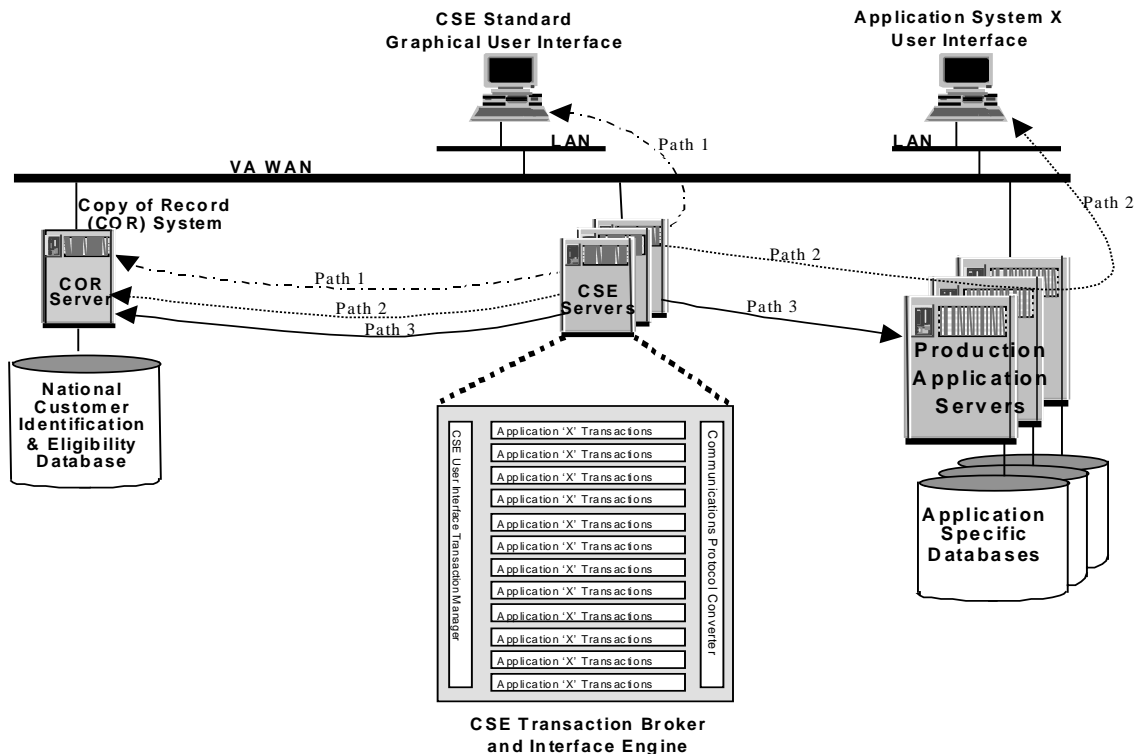 CSE Standard
Graphical User Interface
Application System X
User Interface
LAN
LAN
Path 1
VA WAN
Path 2
Copy of Record
(COR) System
COR
Server
Path 1
Path 2
Path 3
CSE
Servers
Path 2
Path 3
Production
Application
Servers
National
Customer
Identification
& Eligibility
Database
CSE User Interface Transaction Manager
Application 'X' Transactions
Application 'X' Transactions
Application 'X' Transactions
Application 'X' Transactions
Application 'X' Transactions
Application 'X' Transactions
Application 'X' Transactions
Application 'X' Transactions
Application 'X' Transactions
Application 'X' Transactions
Application 'X' Transactions
Application 'X' Transactions
Communications Protocol Converter
Application
Specific
Databases
CSE Transaction Broker
and Interface Engine